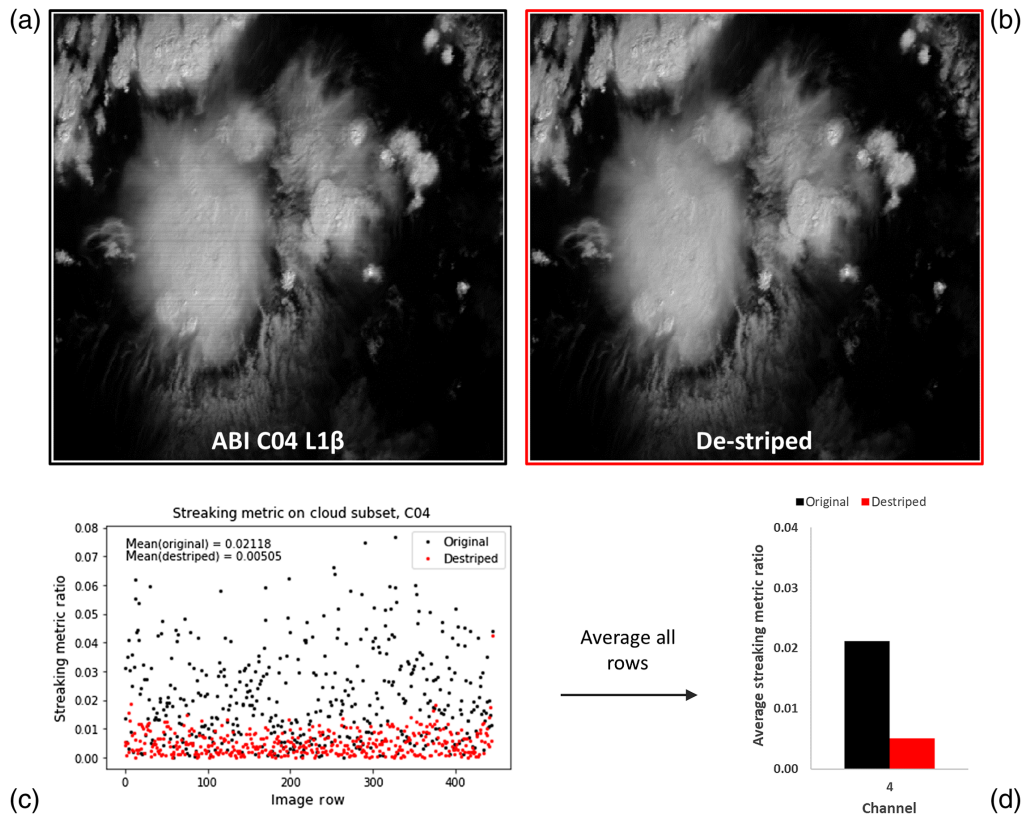 (a)
(b)
ABI C04 L1β
De-striped
Streaking metric on cloud subset, C04
Mean(original) = 0.02118
Mean(destriped) = 0.00505
Original
Destriped
0.08
0.07
0.06
0.05
0.04
0.03
0.02
0.01
0.00
Streaking metric ratio
0
100
200
300
400
Image row
(c)
Average all
rows
Original Destriped
0.04
0.03
0.02
0.01
0.00
Average streaking metric ratio
4
Channel
(d)